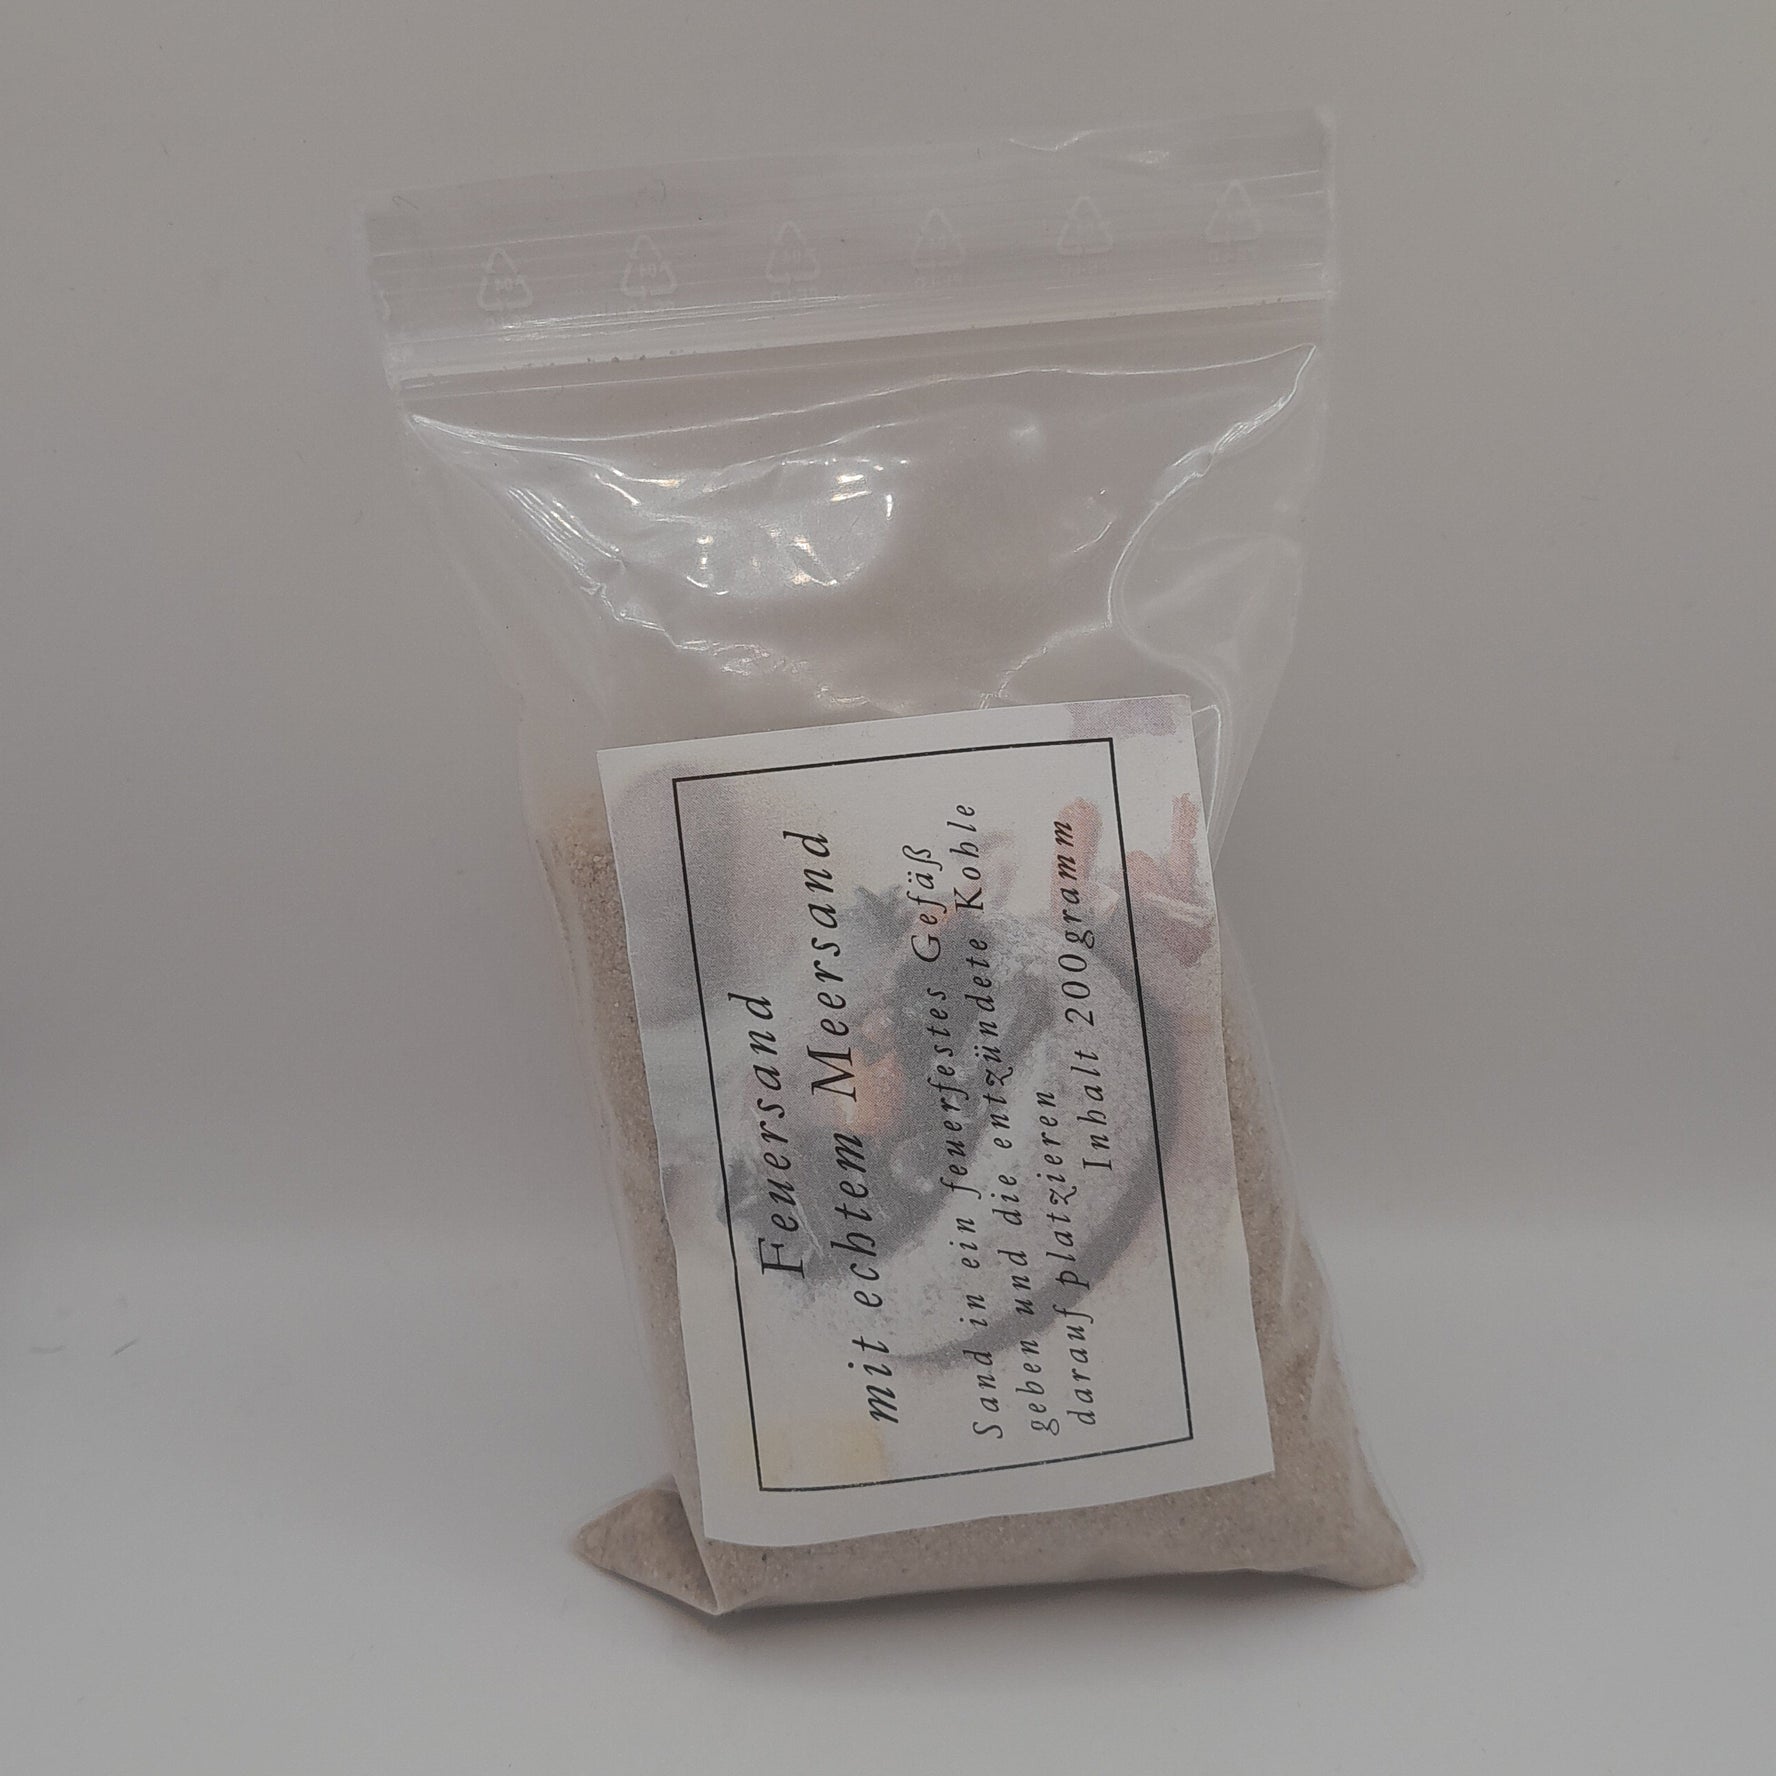 Feuersand
mit echtem Meersand
Sand in ein feuerfestes Gefäß
geben und die entzündete Kohle
darauf platzieren
Inhalt 200gramm